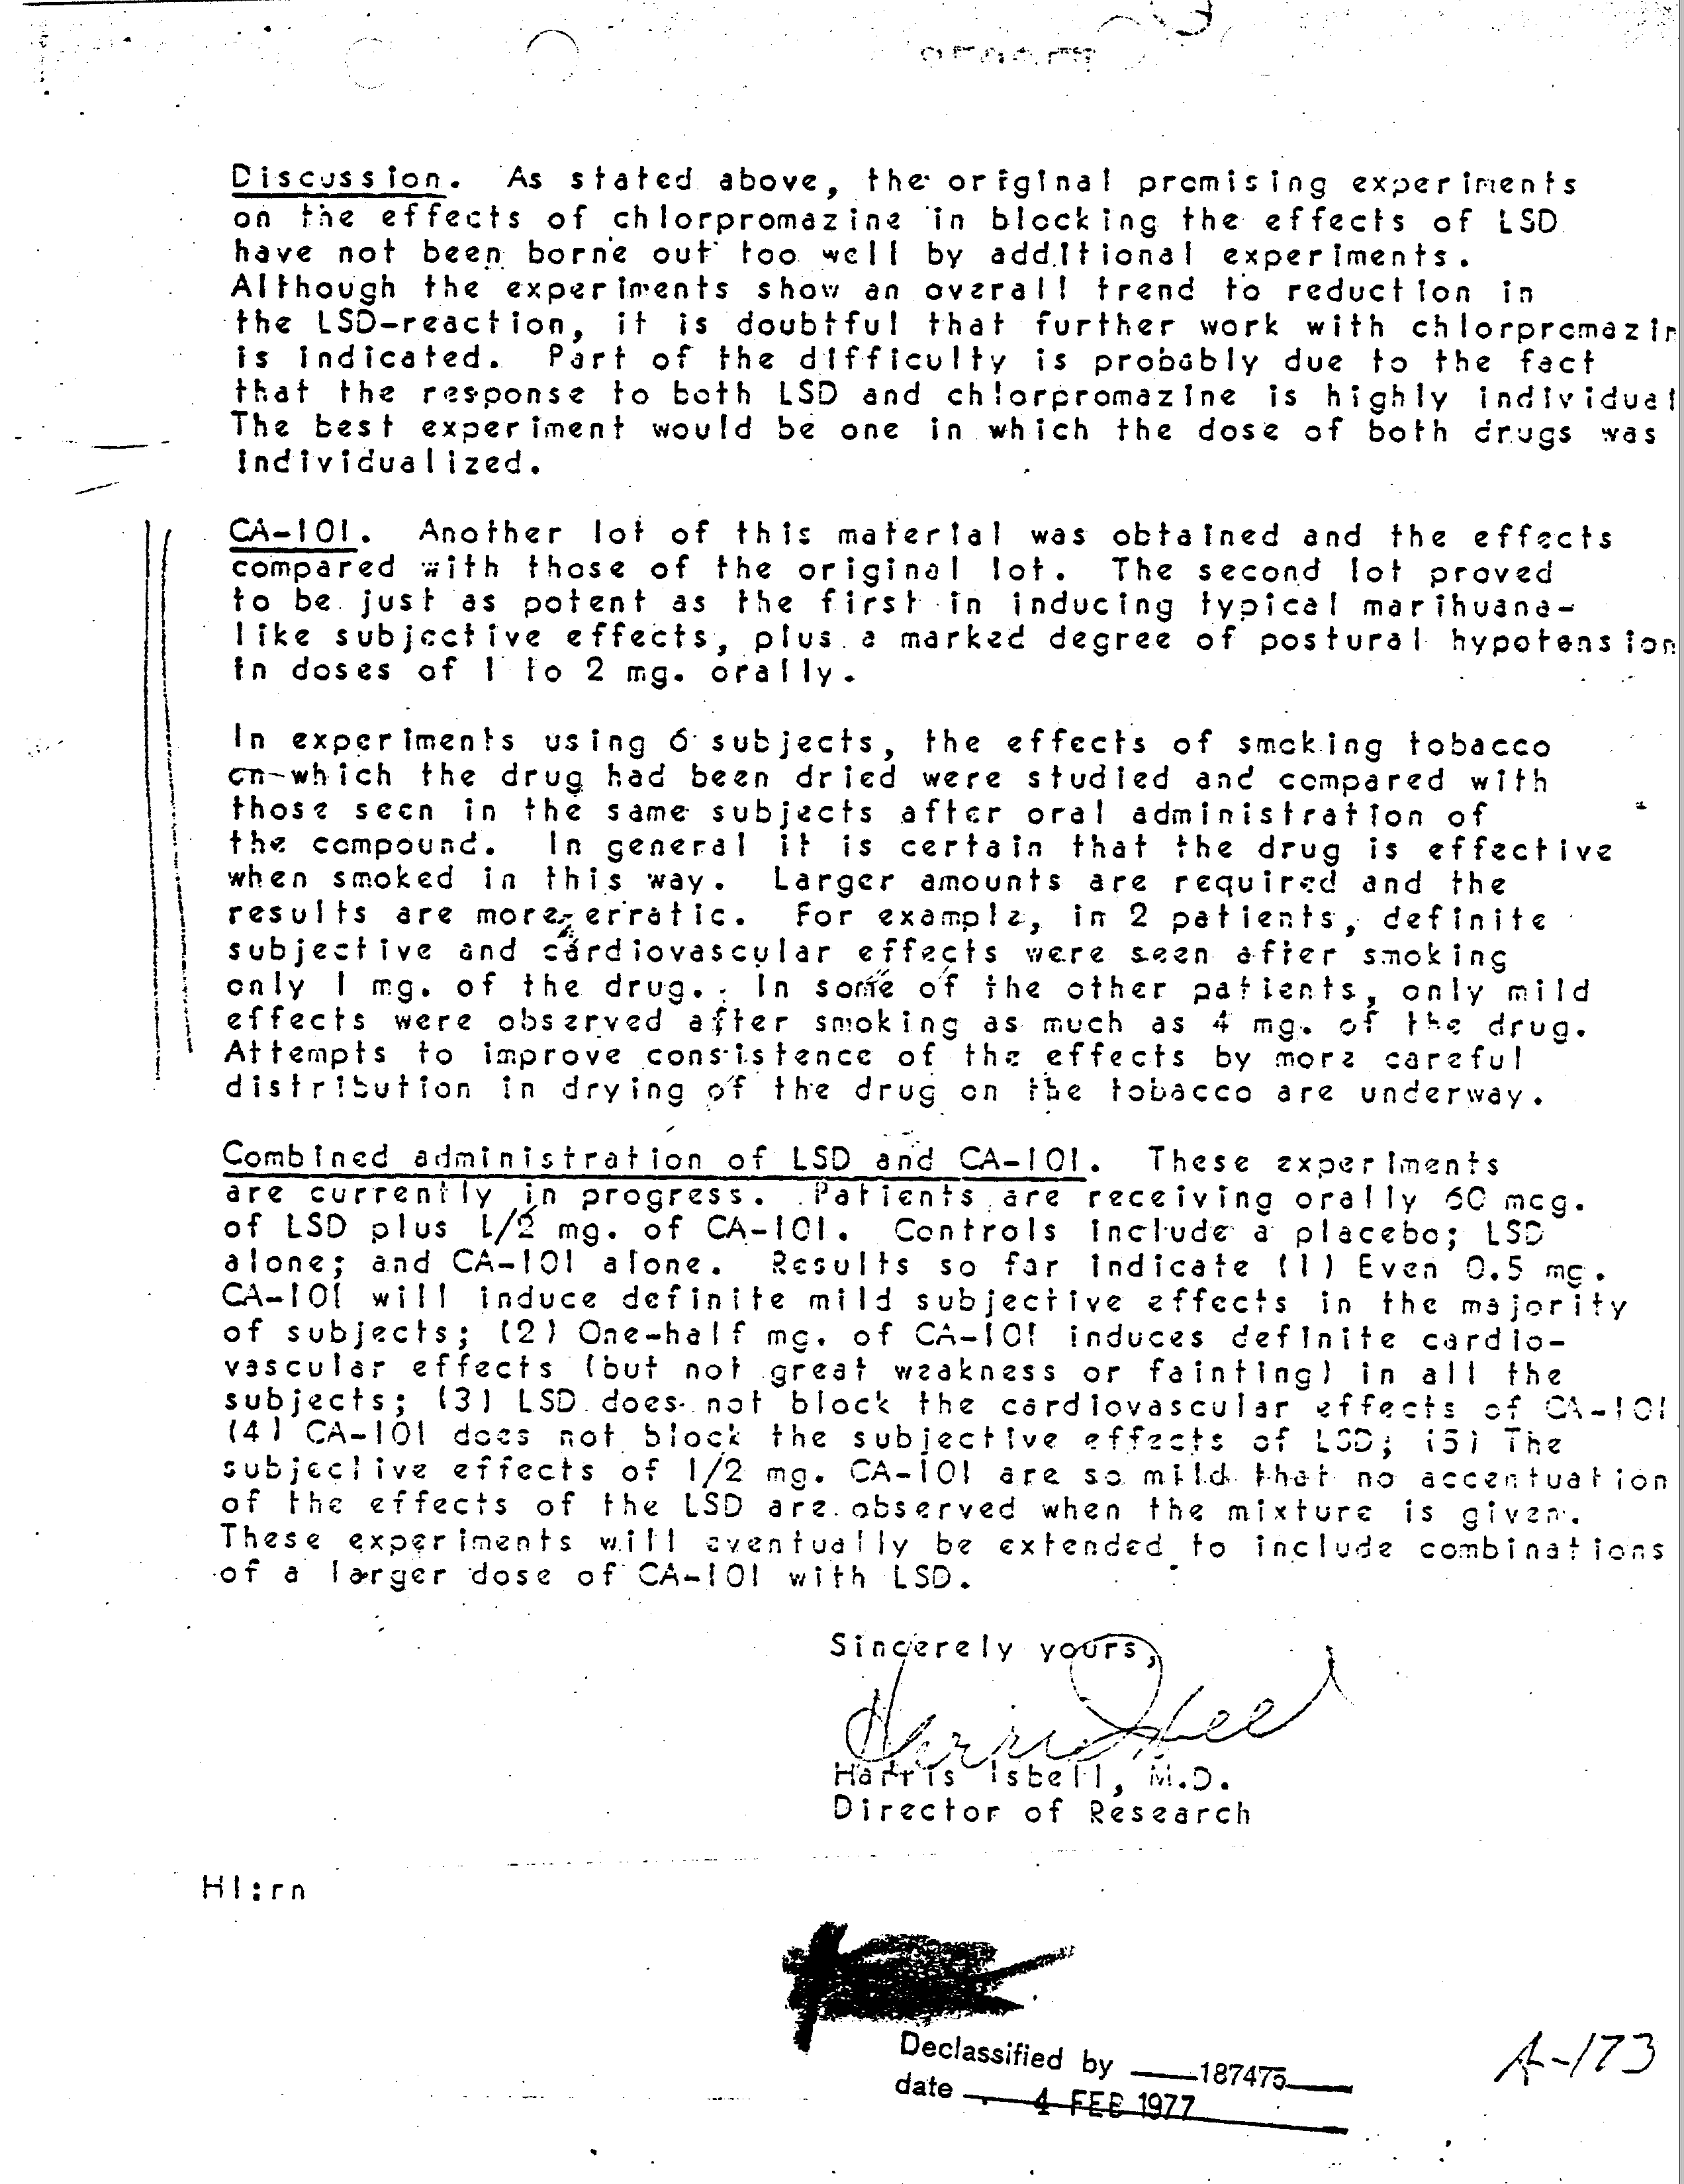 Discussion. As stated above, the original promising experiments
on the effects of chlorpromazine in blocking the effects of LSD
have not been borne out too well by additional experiments.
Although the experiments show an overall trend to reduction in
the LSD-reaction, it is doubtful that further work with chlorpromazin
is indicated. Part of the difficulty is probably due to the fact
that the response to both LSD and chlorpromazine is highly individual
The best experiment would be one in which the dose of both drugs was
individualized.
CA-101. Another lot of this material was obtained and the effects
compared with those of the original lot. The second lot proved
to be just as potent as the first in inducing typical marihuana-
like subjective effects, plus a marked degree of postural hypotension
in doses of 1 to 2 mg. orally.
In experiments using 6 subjects, the effects of smoking tobacco
on which the drug had been dried were studied and compared with
those seen in the same subjects after oral administration of
the compound. In general it is certain that the drug is effective
when smoked in this way. Larger amounts are required and the
results are more erratic. For example, in 2 patients, definite
subjective and cardiovascular effects were seen after smoking
only 1 mg. of the drug. In some of the other patients, only mild
effects were observed after smoking as much as 4 mg. of the drug.
Attempts to improve consistence of the effects by more careful
distribution in drying of the drug on the tobacco are underway.
Combined administration of LSD and CA-101. These experiments
are currently in progress. Patients are receiving orally 60 mcg.
of LSD plus 1/2 mg. of CA-101. Controls include a placebo; LSD
alone; and CA-101 alone. Results so far indicate (1) Even 0.5 mg.
CA-101 will induce definite mild subjective effects in the majority
of subjects; (2) One-half mg. of CA-101 induces definite cardio-
vascular effects (but not great weakness or fainting) in all the
subjects; (3) LSD does not block the cardiovascular effects of CA-101
(4) CA-101 does not block the subjective effects of LSD; (5) The
subjective effects of 1/2 mg. CA-101 are so mild that no accentuation
of the effects of the LSD are observed when the mixture is given.
These experiments will eventually be extended to include combinations
of a larger dose of CA-101 with LSD.
Sincerely yours,
Harris Isbell
Harris Isbell, M.D.
Director of Research
HI:rn
Declassified by 187475
date 4 FEB 1977
A-173